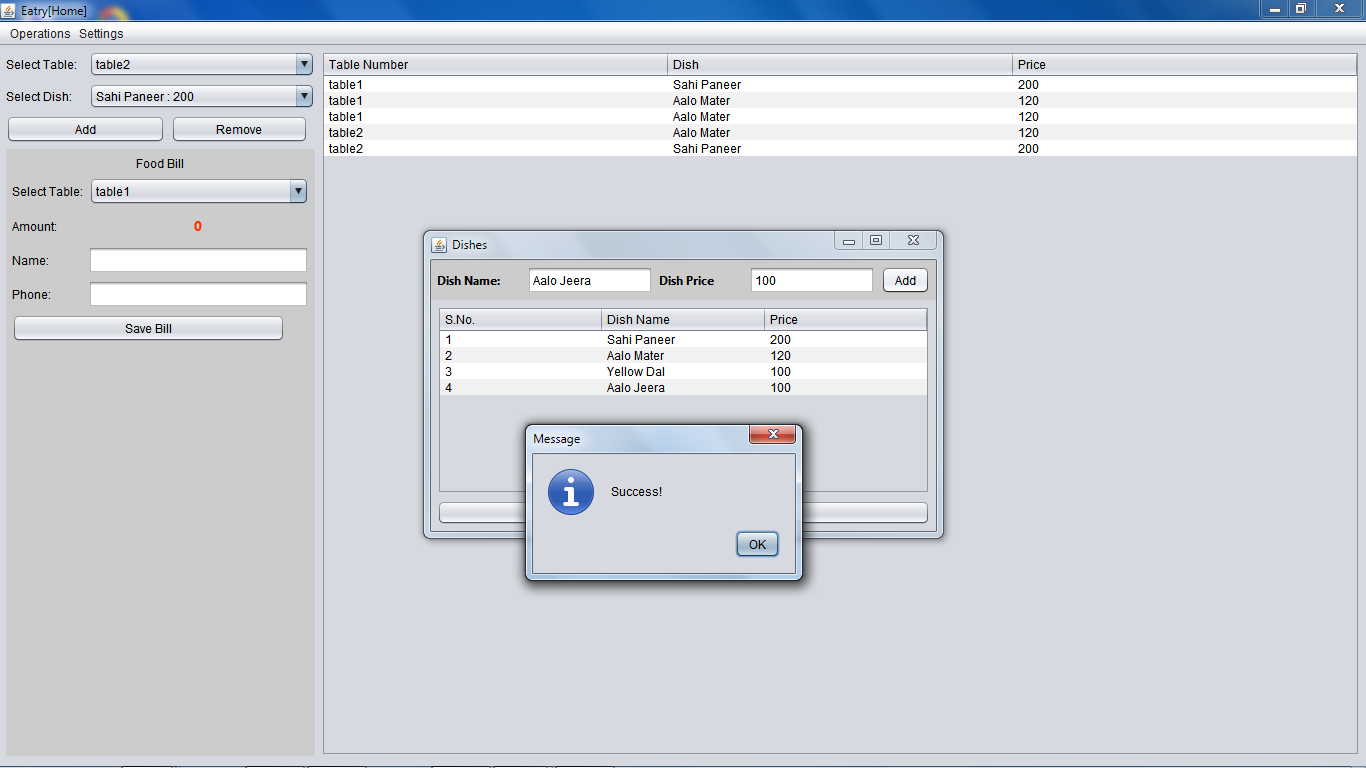 Eatry[Home]
Operations Settings
Select Table: table2
Select Dish: Sahi Paneer : 200
Add Remove
Food Bill
Select Table: table1
Amount: 0
Name:
Phone:
Save Bill
Table Number Dish Price
table1 Sahi Paneer 200
table1 Aalo Mater 120
table1 Aalo Mater 120
table2 Aalo Mater 120
table2 Sahi Paneer 200
Dishes
Dish Name: Aalo Jeera Dish Price 100 Add
S.No. Dish Name Price
1 Sahi Paneer 200
2 Aalo Mater 120
3 Yellow Dal 100
4 Aalo Jeera 100
Message
Success!
OK